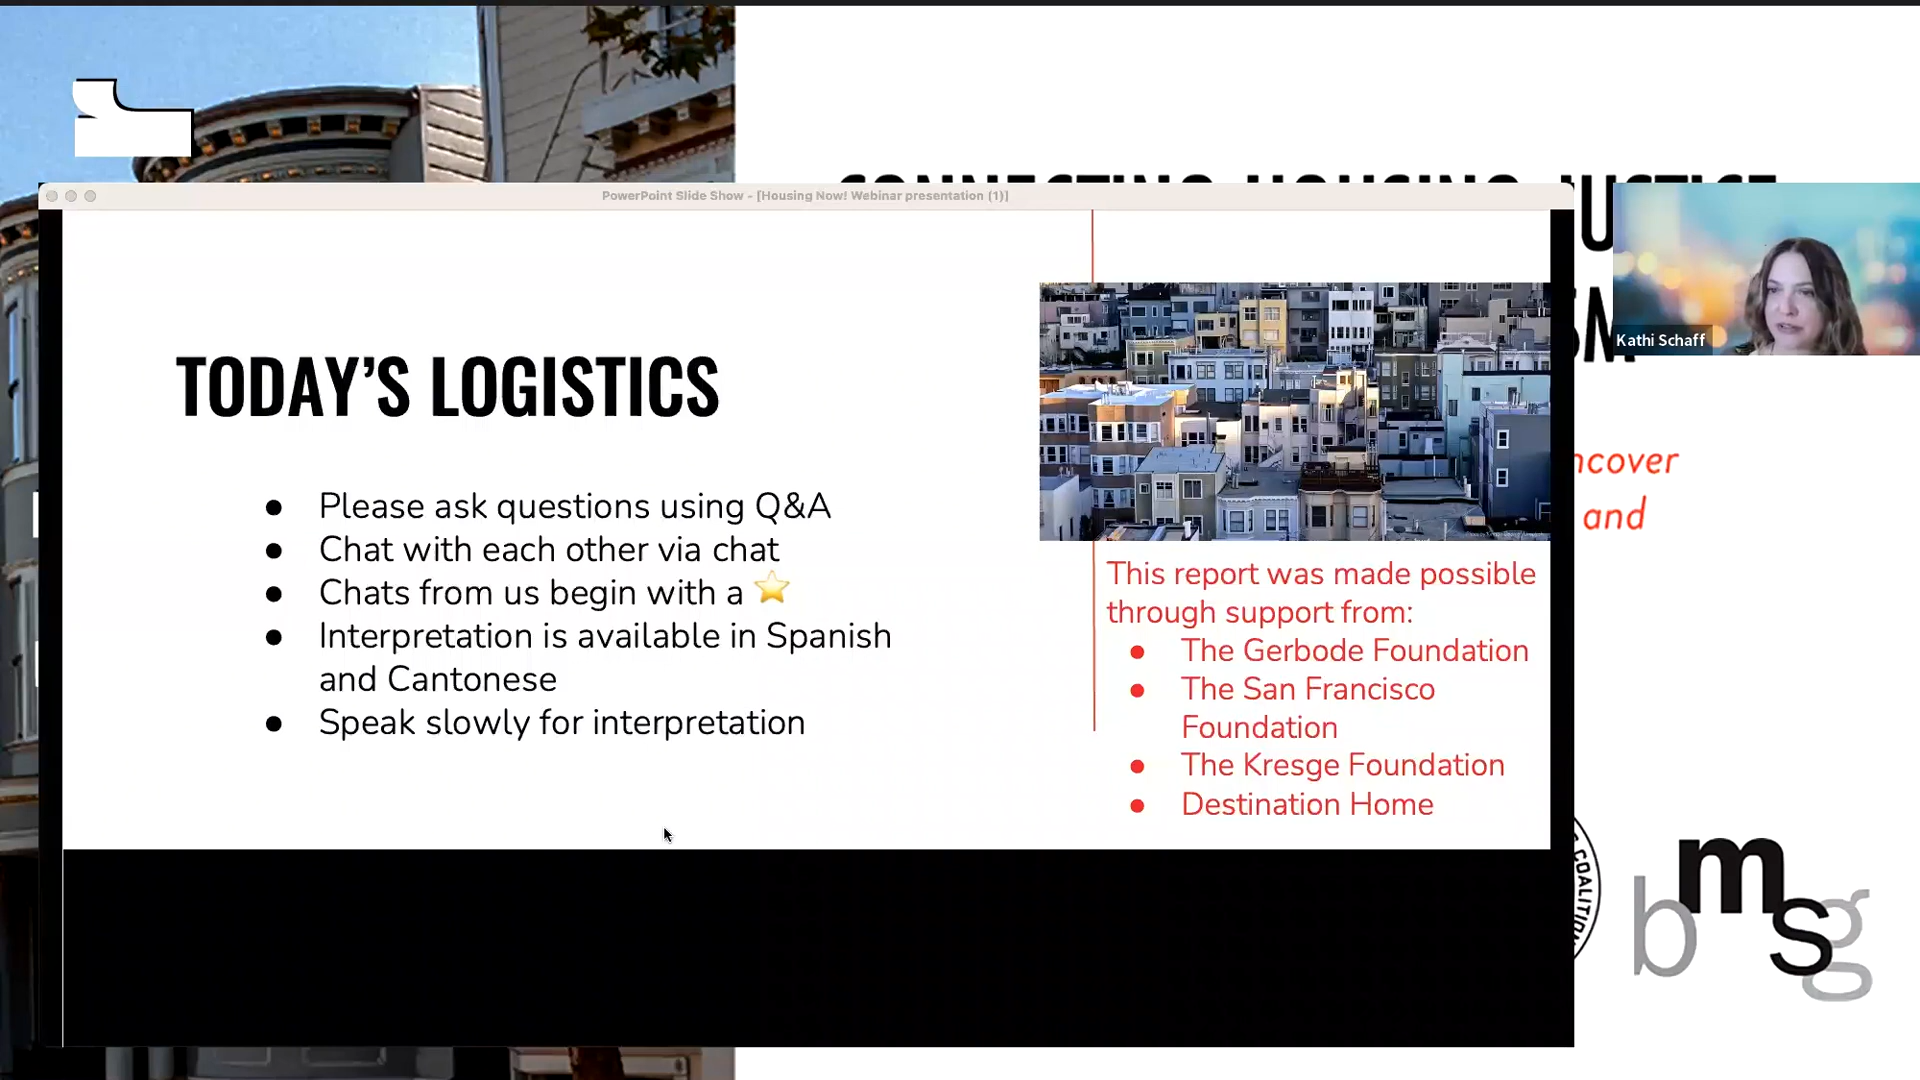 CONNECTING HOUSING JUSTICE
PowerPoint Slide Show - [Housing Now! Webinar presentation (1)]
TODAY’S LOGISTICS
● Please ask questions using Q&A
● Chat with each other via chat
● Chats from us begin with a ⭐
● Interpretation is available in Spanish
and Cantonese
● Speak slowly for interpretation
This report was made possible
through support from:
● The Gerbode Foundation
● The San Francisco
Foundation
● The Kresge Foundation
● Destination Home
Kathi Schaff
and
COALITION
bmsg